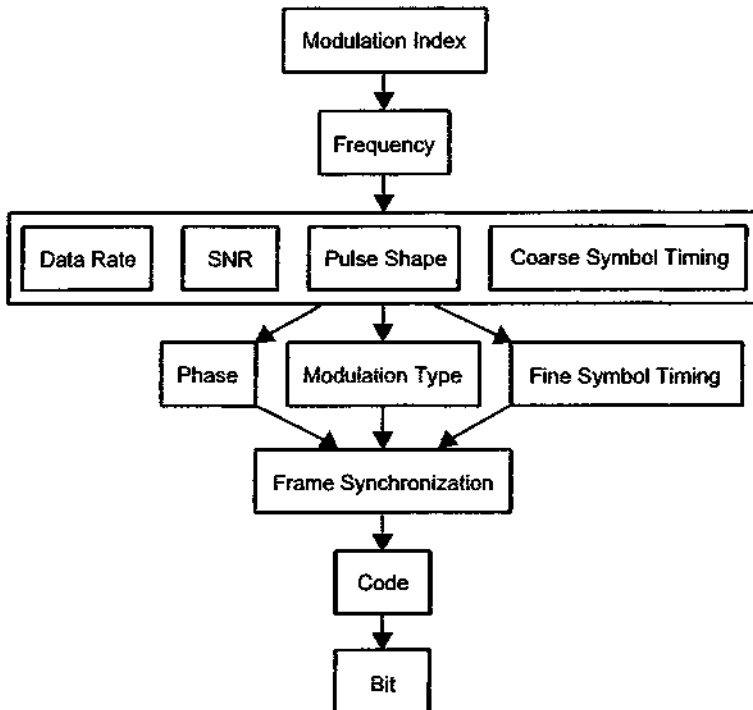 Modulation Index
Frequency
Data Rate
SNR
Pulse Shape
Coarse Symbol Timing
Phase
Modulation Type
Fine Symbol Timing
Frame Synchronization
Code
Bit